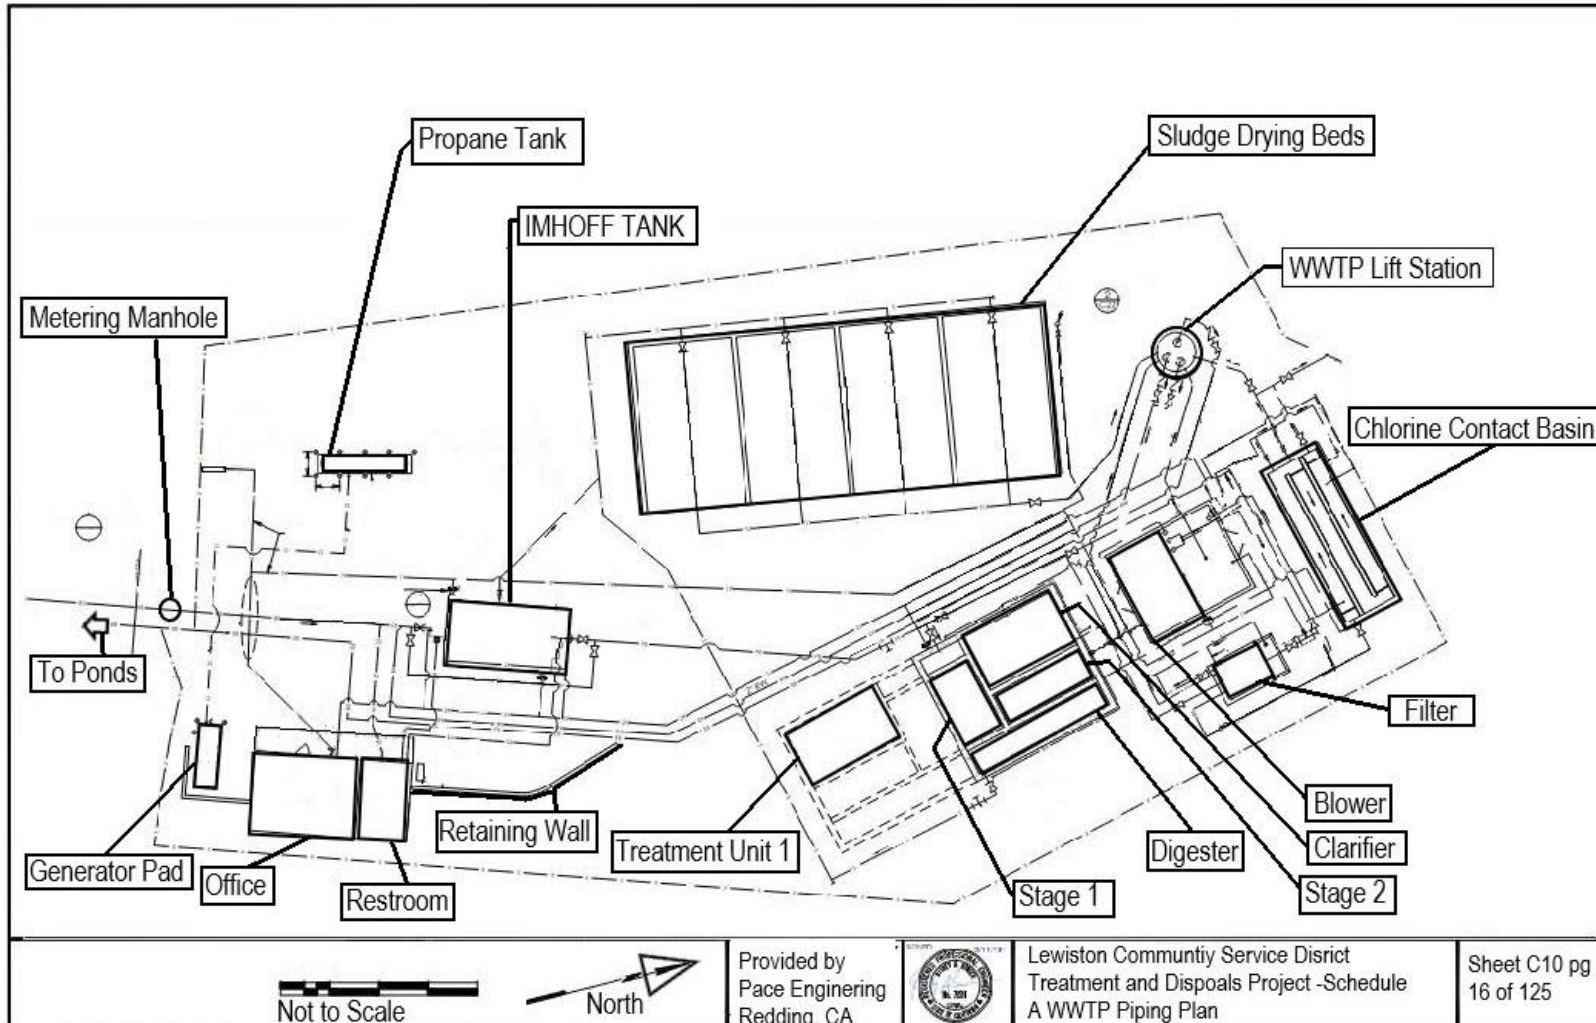 Propane Tank
Sludge Drying Beds
IMHOFF TANK
WWTP Lift Station
Metering Manhole
Chlorine Contact Basin
To Ponds
Filter
Blower
Retaining Wall
Treatment Unit 1
Digester
Clarifier
Generator Pad
Office
Restroom
Stage 1
Stage 2
Not to Scale
North
Provided by
Pace Enginering
Redding, CA
Lewiston Communtiy Service Disrict
Treatment and Dispoals Project -Schedule
A WWTP Piping Plan
Sheet C10 pg
16 of 125